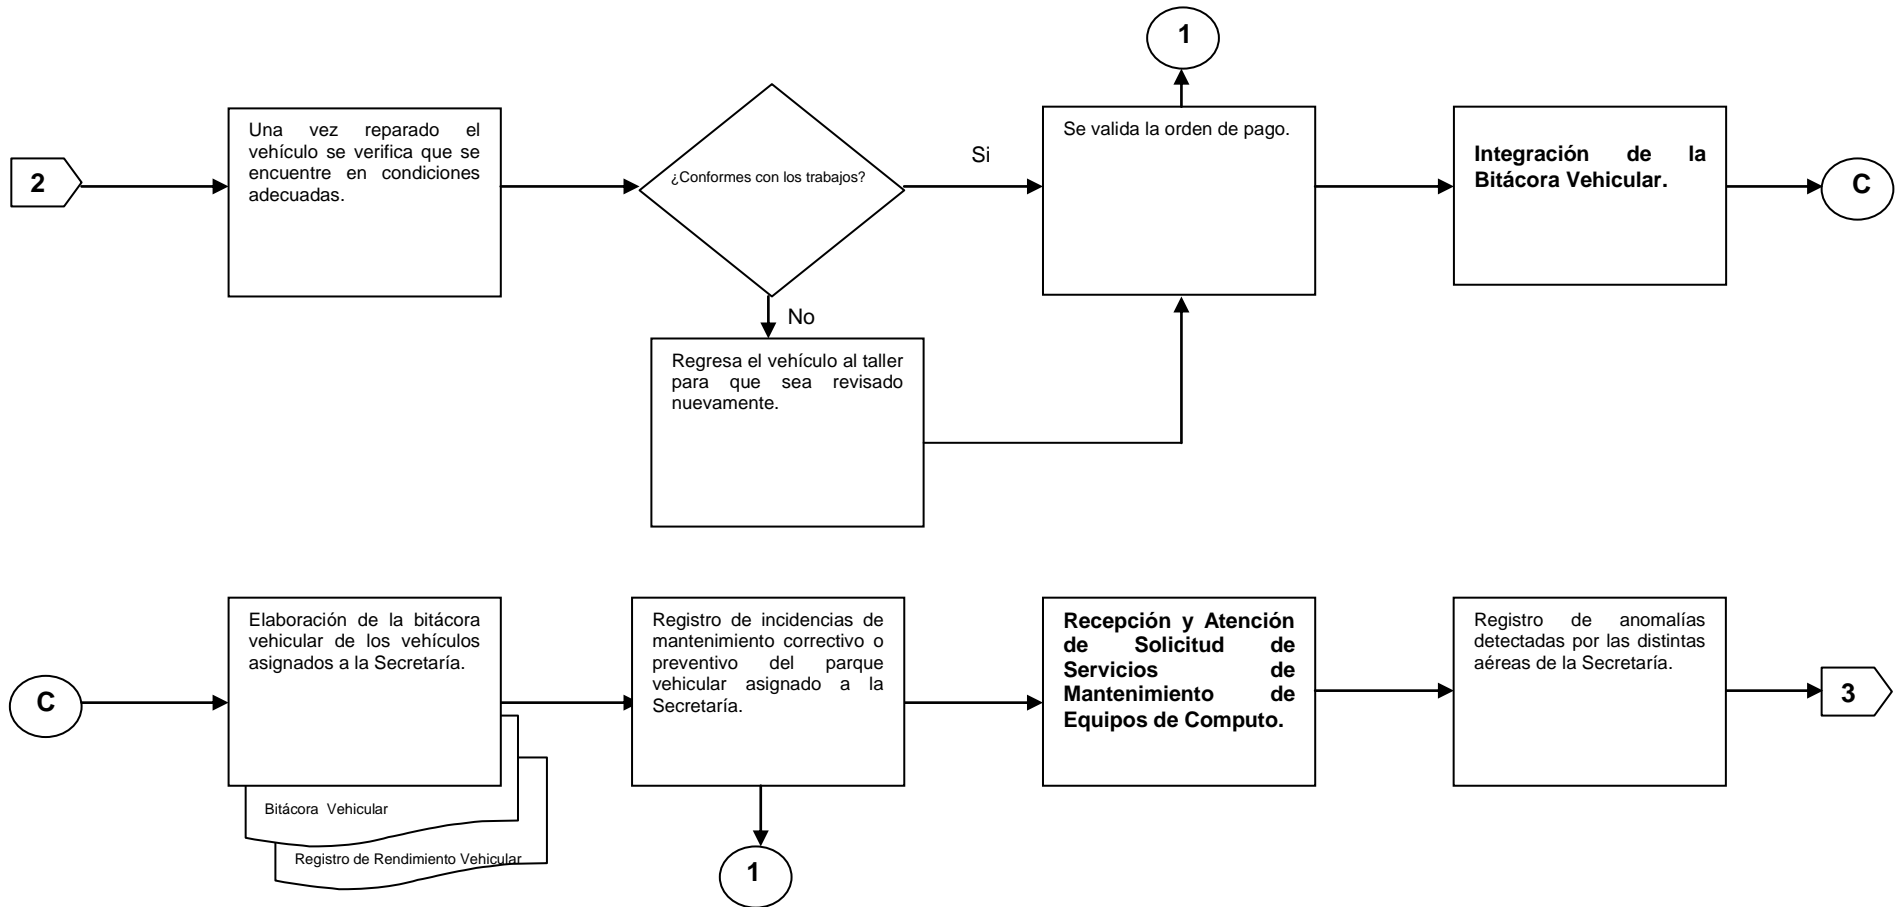 1
2
Una vez reparado el
vehículo se verifica que se
encuentre en condiciones
adecuadas.
¿Conformes con los trabajos?
Si
Se valida la orden de pago.
Integración de la
Bitácora Vehicular.
C
No
Regresa el vehículo al taller
para que sea revisado
nuevamente.
C
Elaboración de la bitácora
vehicular de los vehículos
asignados a la Secretaría.
Bitácora Vehicular
Registro de Rendimiento Vehicular
Registro de incidencias de
mantenimiento correctivo o
preventivo del parque
vehicular asignado a la
Secretaría.
1
Recepción y Atención
de Solicitud de
Servicios de
Mantenimiento de
Equipos de Computo.
Registro de anomalías
detectadas por las distintas
aéreas de la Secretaría.
3